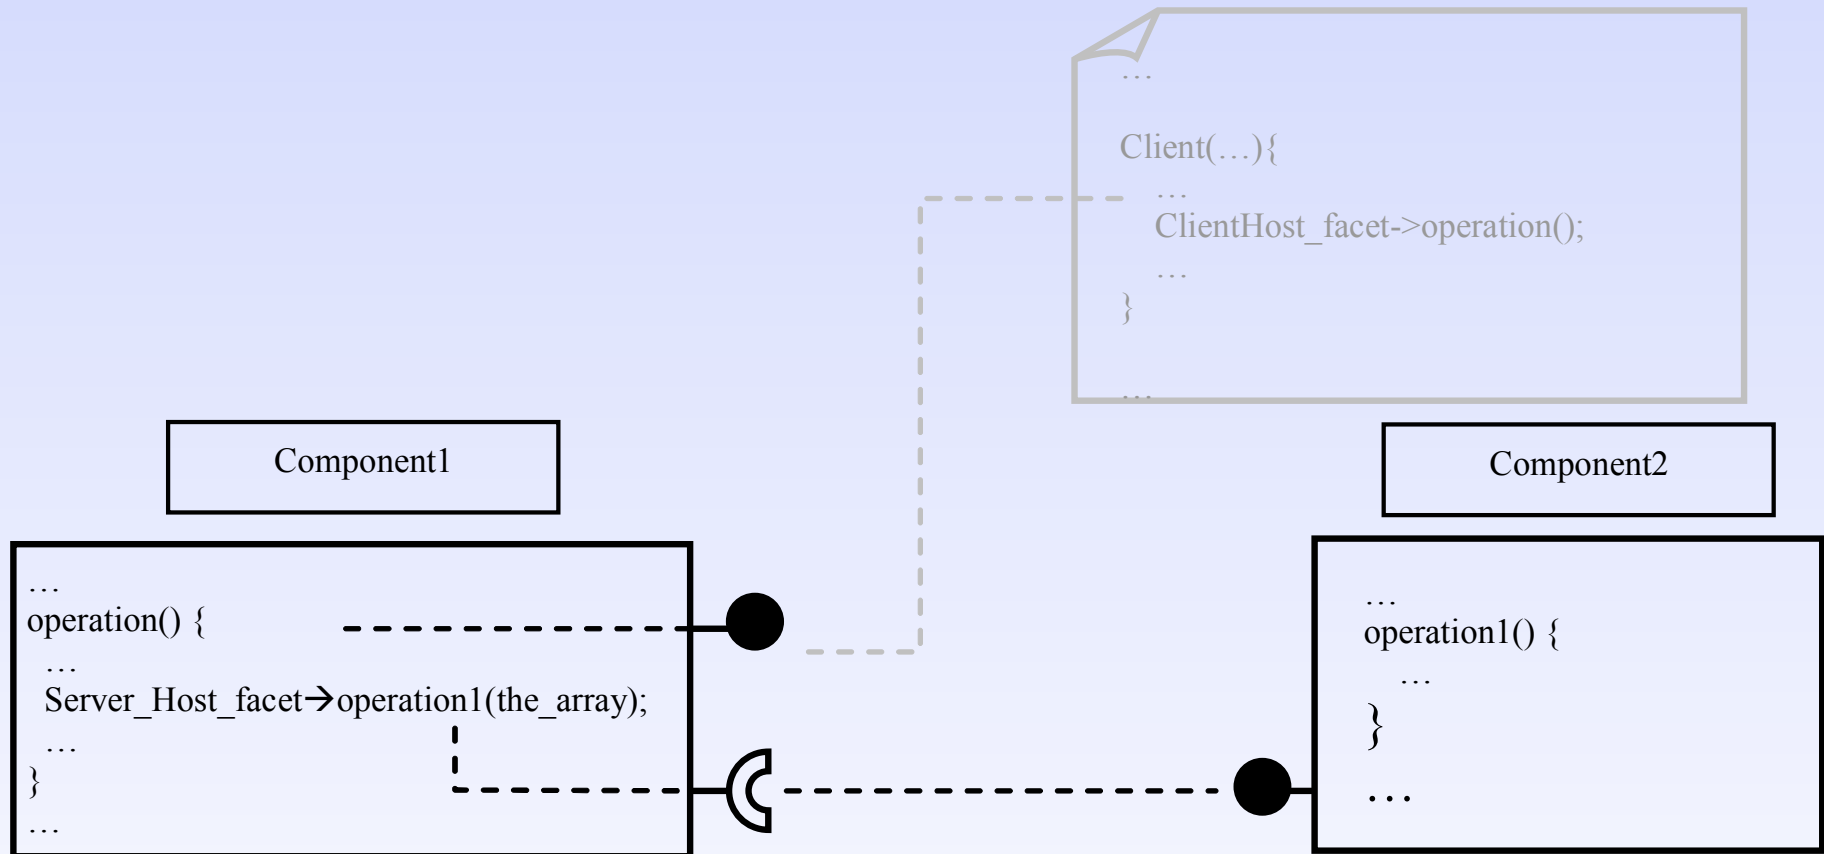 …
Client(…){
…
ClientHost_facet->operation();
…
}
…
Component1
Component2
…
operation() {
…
Server_Host_facet→operation1(the_array);
…
}
…
…
operation1() {
…
}
…